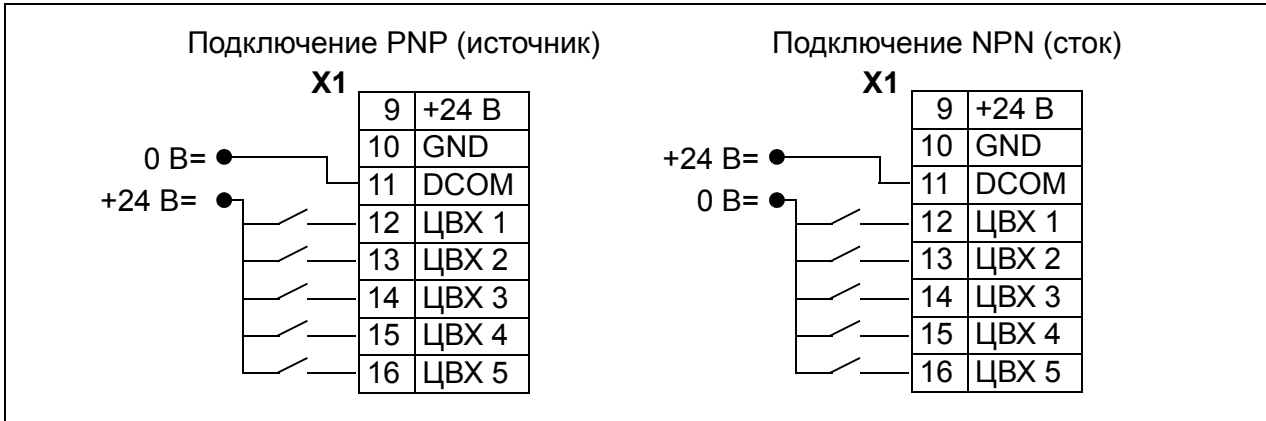 Подключение PNP (источник)
X1
9 +24 В
10 GND
0 В=
11 DCOM
+24 В=
12 ЦВХ 1
13 ЦВХ 2
14 ЦВХ 3
15 ЦВХ 4
16 ЦВХ 5
Подключение NPN (сток)
X1
9 +24 В
10 GND
+24 В=
11 DCOM
0 В=
12 ЦВХ 1
13 ЦВХ 2
14 ЦВХ 3
15 ЦВХ 4
16 ЦВХ 5